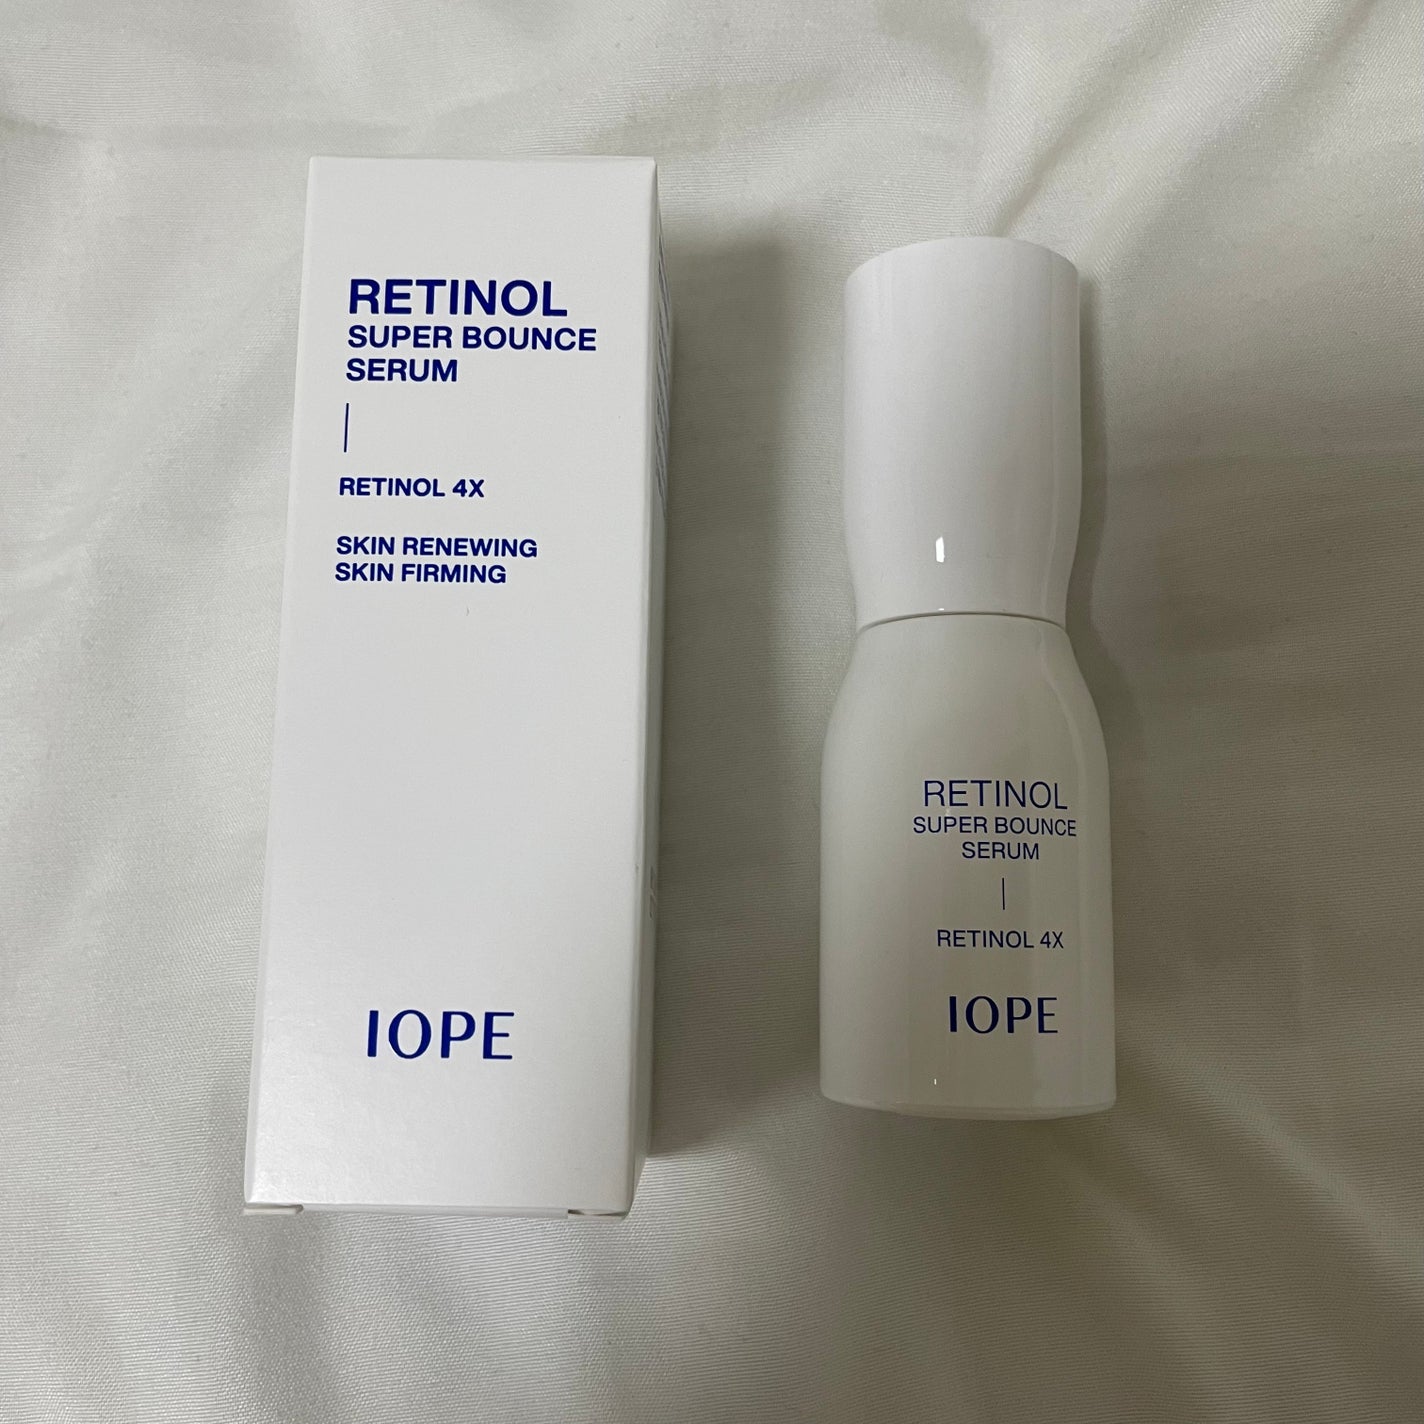 RETINOL
SUPER BOUNCE
SERUM
RETINOL 4X
SKIN RENEWING
SKIN FIRMING
IOPE
RETINOL
SUPER BOUNCE
SERUM
RETINOL 4X
IOPE